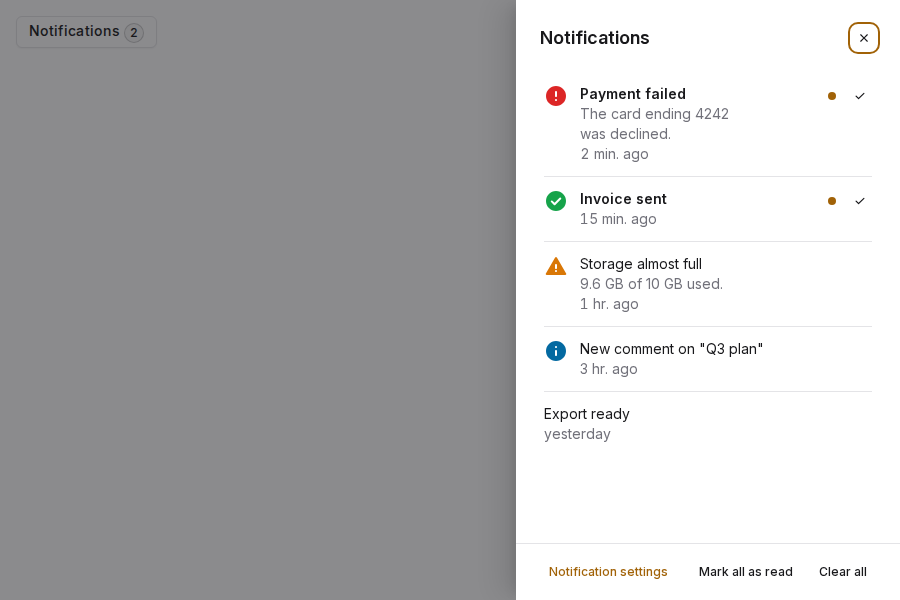 Notifications 2
Notifications
Payment failed
The card ending 4242
was declined.
2 min. ago
Invoice sent
15 min. ago
Storage almost full
9.6 GB of 10 GB used.
1 hr. ago
New comment on "Q3 plan"
3 hr. ago
Export ready
yesterday
Notification settings Mark all as read Clear all